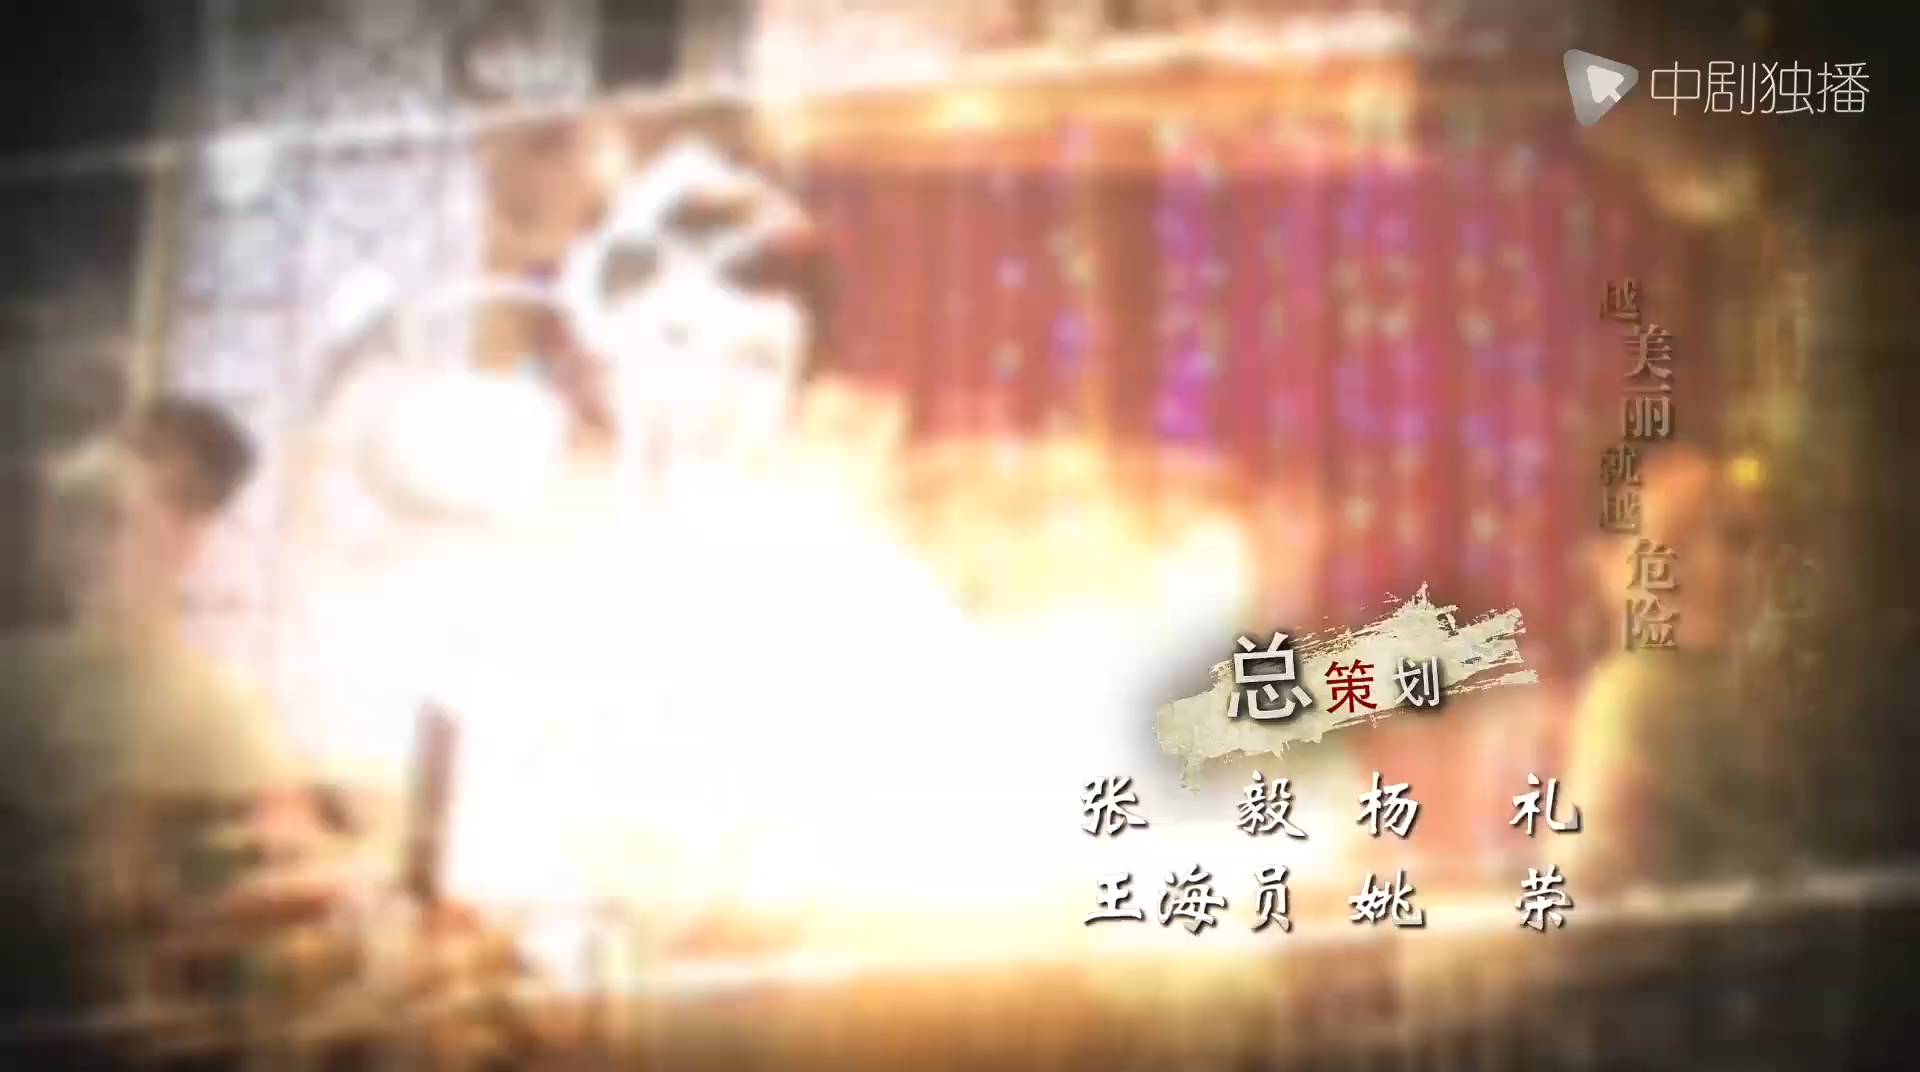 中剧独播
越美丽就越危险
总策划
张毅 杨礼
王海员 姚荣